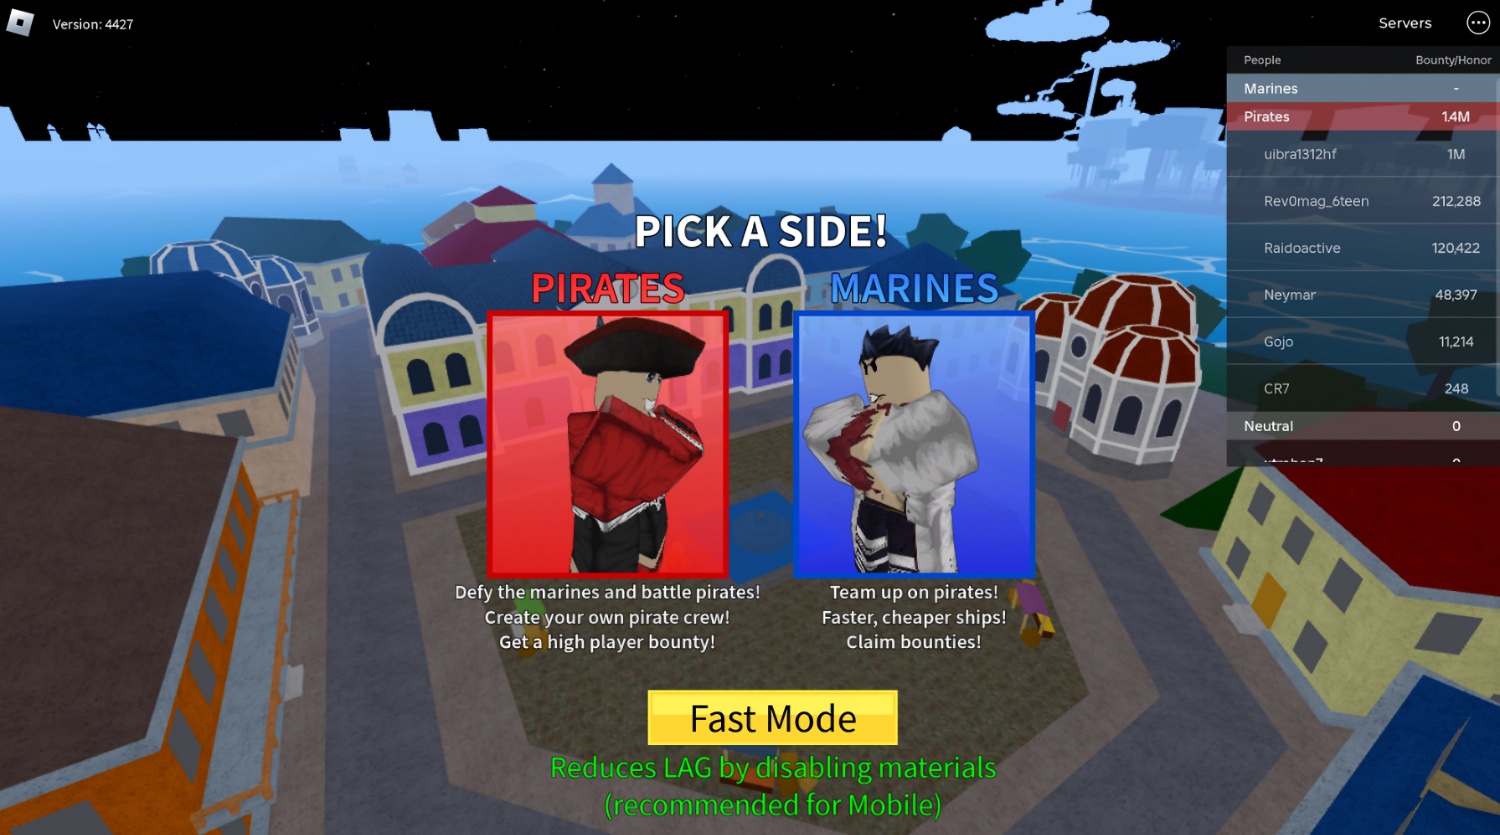 Version: 4427
Servers
People Bounty/Honor
Marines -
Pirates 1.4M
uibra1312hf 1M
Rev0mag_6teen 212,288
Raidoactive 120,422
Neymar 48,397
Gojo 11,214
CR7 248
Neutral 0
PICK A SIDE!
PIRATES
MARINES
Defy the marines and battle pirates!
Create your own pirate crew!
Get a high player bounty!
Team up on pirates!
Faster, cheaper ships!
Claim bounties!
Fast Mode
Reduces LAG by disabling materials
(recommended for Mobile)